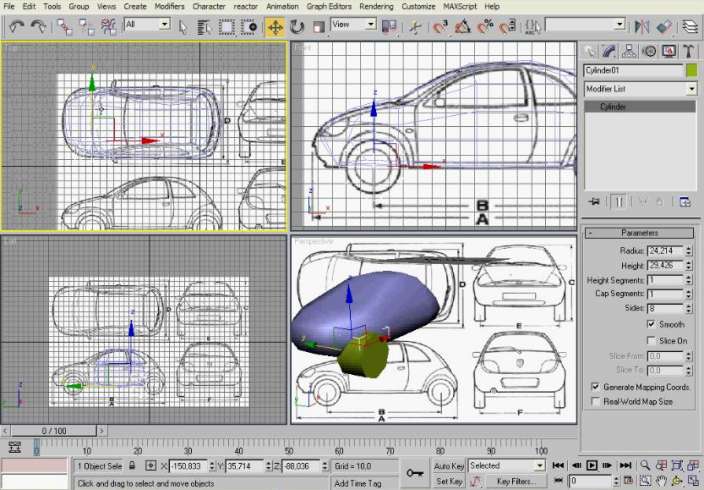 File Edit Tools Group Views Create Modifiers Character reactor Animation Graph Editors Rendering Customize MAXScript Help
All
View
Cylinder01
Modifier List
Cylinder
D
E
B
A
Perspective
D
C
E
B
A
F
B
A
Parameters
Radius: 24,214
Height: 29,426
Height Segments: 1
Cap Segments: 1
Sides: 8
Smooth
Slice On
Slice From: 0,0
Slice To: 0,0
Generate Mapping Coords.
Real-World Map Size
0 / 100
0 10 20 30 40 50 60 70 80 90 100
1 Object Sele X: -150,833 Y: 35,714 Z: -88,036 Grid = 10,0
Auto Key Selected
Click and drag to select and move objects Add Time Tag
Set Key Key Filters... 0